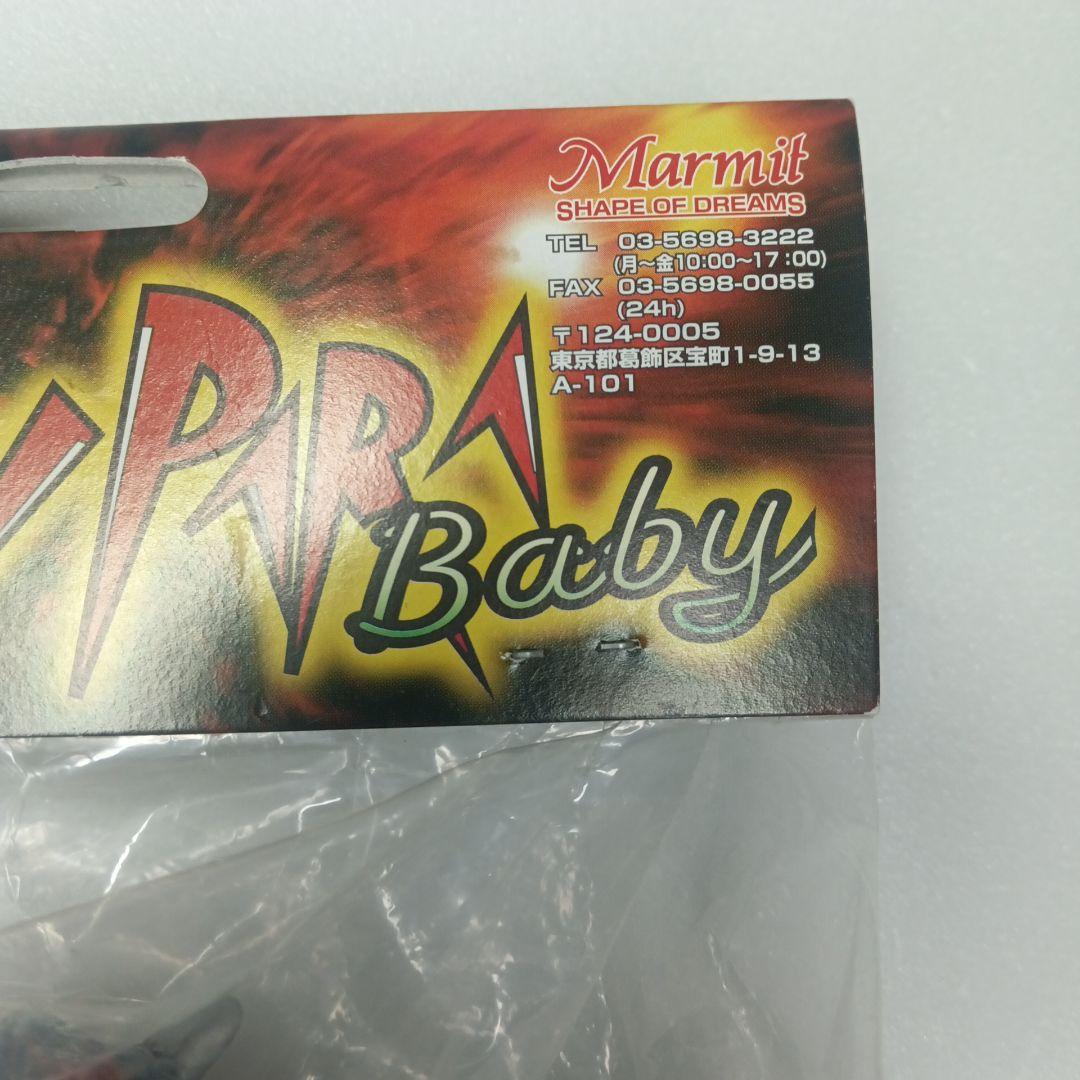 Marmit
SHAPE OF DREAMS
TEL 03-5698-3222
(月〜金10:00〜17:00)
FAX 03-5698-0055
(24h)
〒124-0005
東京都葛飾区宝町1-9-13
A-101
PARA
Baby